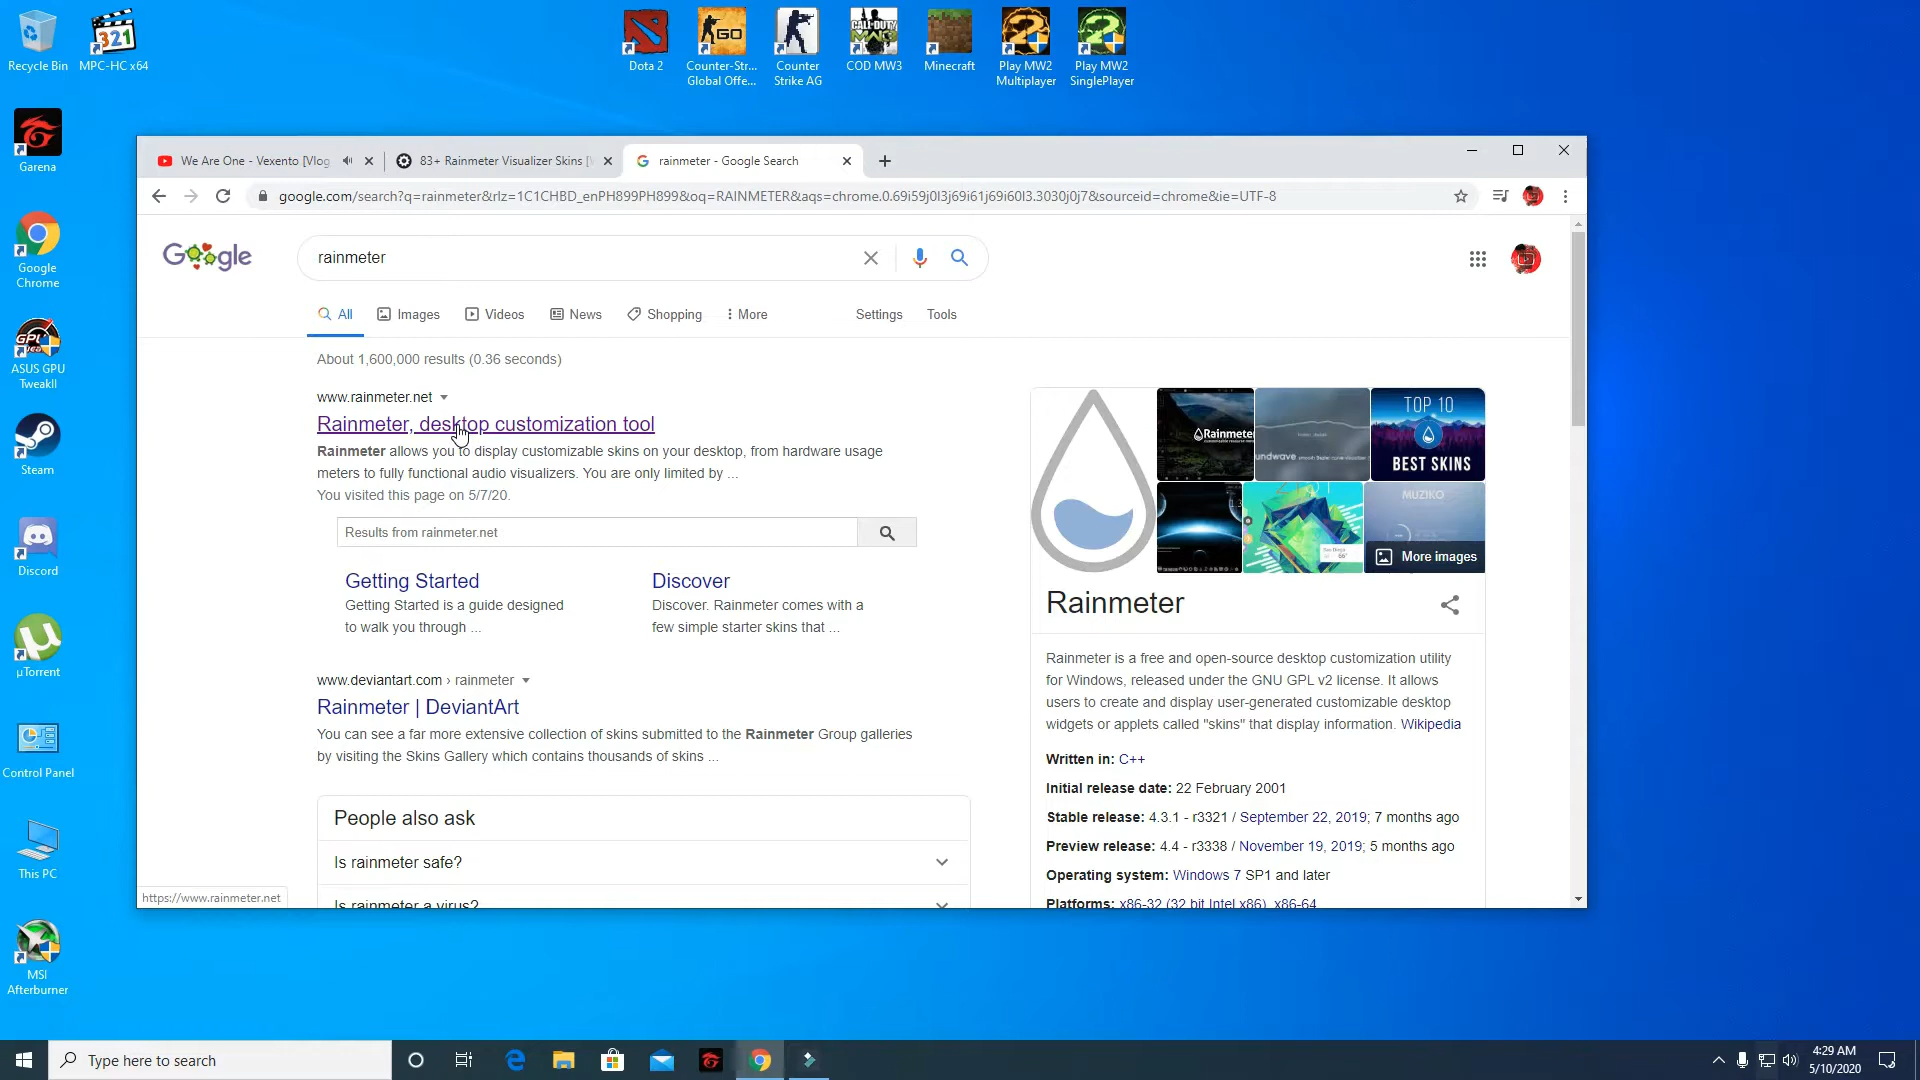 Recycle Bin
MPC-HC x64
Dota 2
Counter-Str...
Global Offe...
Counter
Strike AG
COD MW3
Minecraft
Play MW2
Multiplayer
Play MW2
SinglePlayer
Garena
Google
Chrome
ASUS GPU
TweakII
Steam
Discord
µTorrent
Control Panel
This PC
MSI
Afterburner
We Are One - Vexento [Vlog
83+ Rainmeter Visualizer Skins [
rainmeter - Google Search
google.com/search?q=rainmeter&rlz=1C1CHBD_enPH899PH899&oq=RAINMETER&aqs=chrome.0.69i59j0l3j69i61j69i60l3.3030j0j7&sourceid=chrome&ie=UTF-8
Google
rainmeter
All
Images
Videos
News
Shopping
More
Settings
Tools
About 1,600,000 results (0.36 seconds)
www.rainmeter.net
Rainmeter, desktop customization tool
Rainmeter allows you to display customizable skins on your desktop, from hardware usage
meters to fully functional audio visualizers. You are only limited by ...
You visited this page on 5/7/20.
Results from rainmeter.net
Getting Started
Getting Started is a guide designed
to walk you through ...
Discover
Discover. Rainmeter comes with a
few simple starter skins that ...
www.deviantart.com › rainmeter
Rainmeter | DeviantArt
You can see a far more extensive collection of skins submitted to the Rainmeter Group galleries
by visiting the Skins Gallery which contains thousands of skins ...
People also ask
Is rainmeter safe?
Is rainmeter a virus?
https://www.rainmeter.net
Rainmeter
undwave
TOP 10
BEST SKINS
MUZIKO
More images
Rainmeter
Rainmeter is a free and open-source desktop customization utility
for Windows, released under the GNU GPL v2 license. It allows
users to create and display user-generated customizable desktop
widgets or applets called "skins" that display information. Wikipedia
Written in: C++
Initial release date: 22 February 2001
Stable release: 4.3.1 - r3321 / September 22, 2019; 7 months ago
Preview release: 4.4 - r3338 / November 19, 2019; 5 months ago
Operating system: Windows 7 SP1 and later
Platforms: x86-32 (32 bit Intel x86), x86-64
Type here to search
4:29 AM
5/10/2020